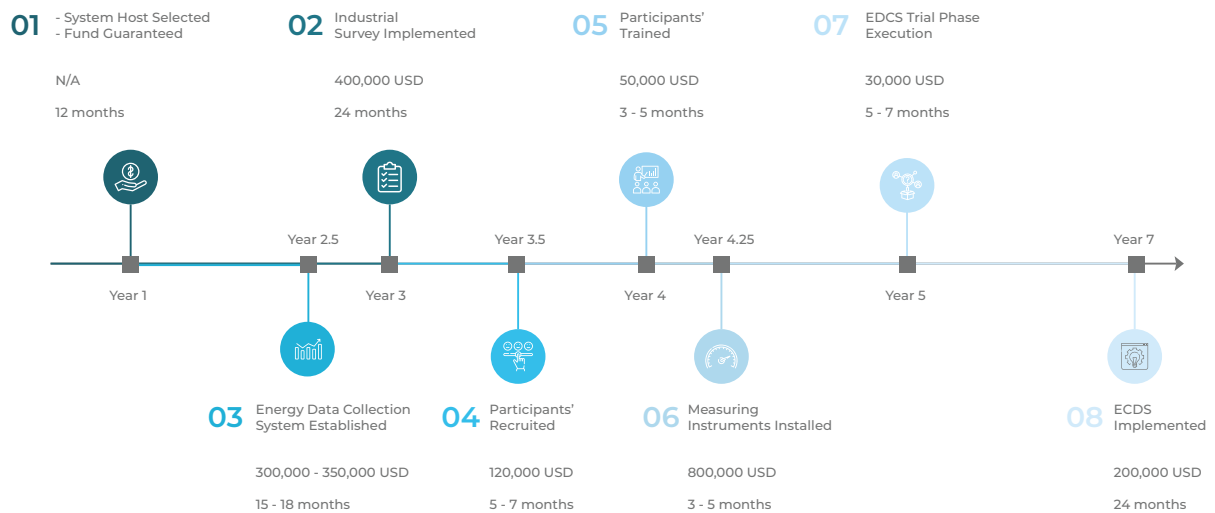 01
- System Host Selected
- Fund Guaranteed
N/A
12 months
02
Industrial
Survey Implemented
400,000 USD
24 months
05
Participants’
Trained
50,000 USD
3 - 5 months
07
EDCS Trial Phase
Execution
30,000 USD
5 - 7 months
Year 2.5
Year 3.5
Year 4.25
Year 7
Year 1
Year 3
Year 4
Year 5
03
Energy Data Collection
System Established
300,000 - 350,000 USD
15 - 18 months
04
Participants’
Recruited
120,000 USD
5 - 7 months
06
Measuring
Instruments Installed
800,000 USD
3 - 5 months
08
ECDS
Implemented
200,000 USD
24 months